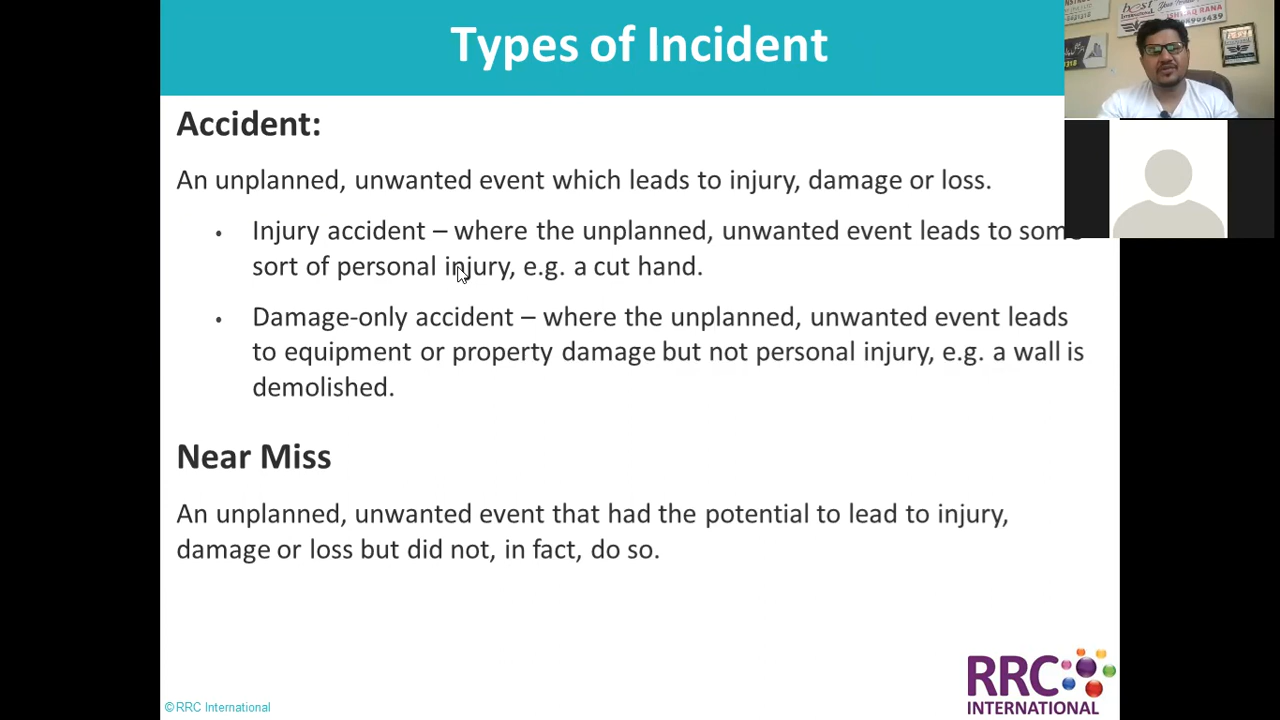 Types of Incident
Accident:
An unplanned, unwanted event which leads to injury, damage or loss.
• Injury accident – where the unplanned, unwanted event leads to some
sort of personal injury, e.g. a cut hand.
• Damage-only accident – where the unplanned, unwanted event leads
to equipment or property damage but not personal injury, e.g. a wall is
demolished.
Near Miss
An unplanned, unwanted event that had the potential to lead to injury,
damage or loss but did not, in fact, do so.
© RRC International
RRC
INTERNATIONAL
best
International
RANA